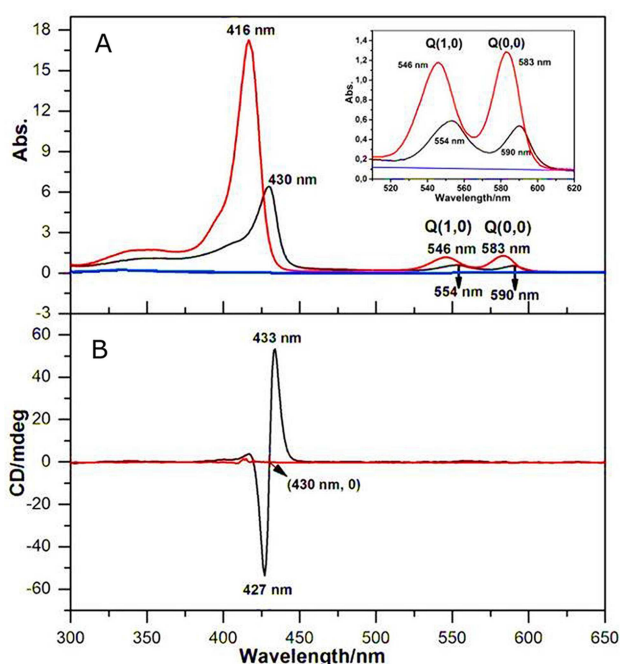 A
416 nm
430 nm
Q(1,0)
Q(0,0)
546 nm
583 nm
554 nm
590 nm
Abs.
18
15
12
9
6
3
0
-3
Q(1,0)
Q(0,0)
546 nm
583 nm
554 nm
590 nm
Abs.
1,4
1,2
1,0
0,8
0,6
0,4
0,2
0,0
520
540
560
580
600
620
Wavelength/nm
B
433 nm
(430 nm, 0)
427 nm
CD/mdeg
60
40
20
0
-20
-40
-60
300
350
400
450
500
550
600
650
Wavelength/nm